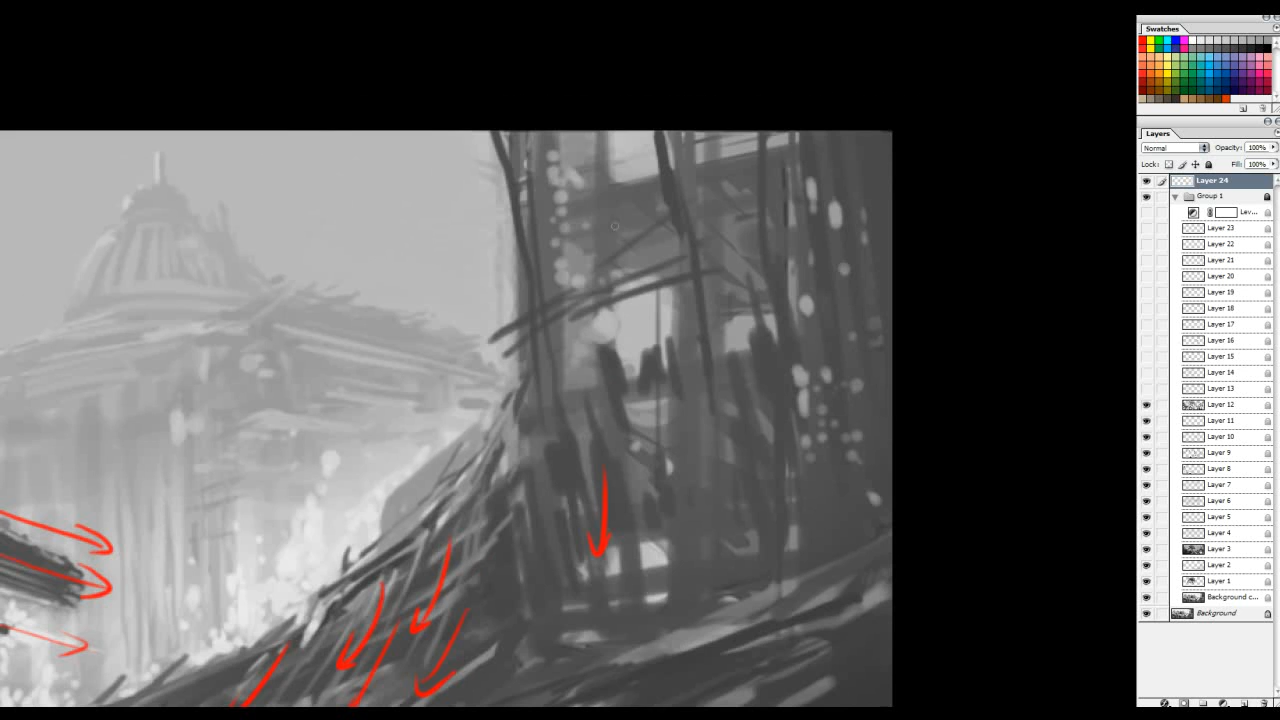 Swatches
Layers
Normal Opacity: 100%
Lock: Fill: 100%
Layer 24
Group 1
Lev...
Layer 23
Layer 22
Layer 21
Layer 20
Layer 19
Layer 18
Layer 17
Layer 16
Layer 15
Layer 14
Layer 13
Layer 12
Layer 11
Layer 10
Layer 9
Layer 8
Layer 7
Layer 6
Layer 5
Layer 4
Layer 3
Layer 2
Layer 1
Background c...
Background